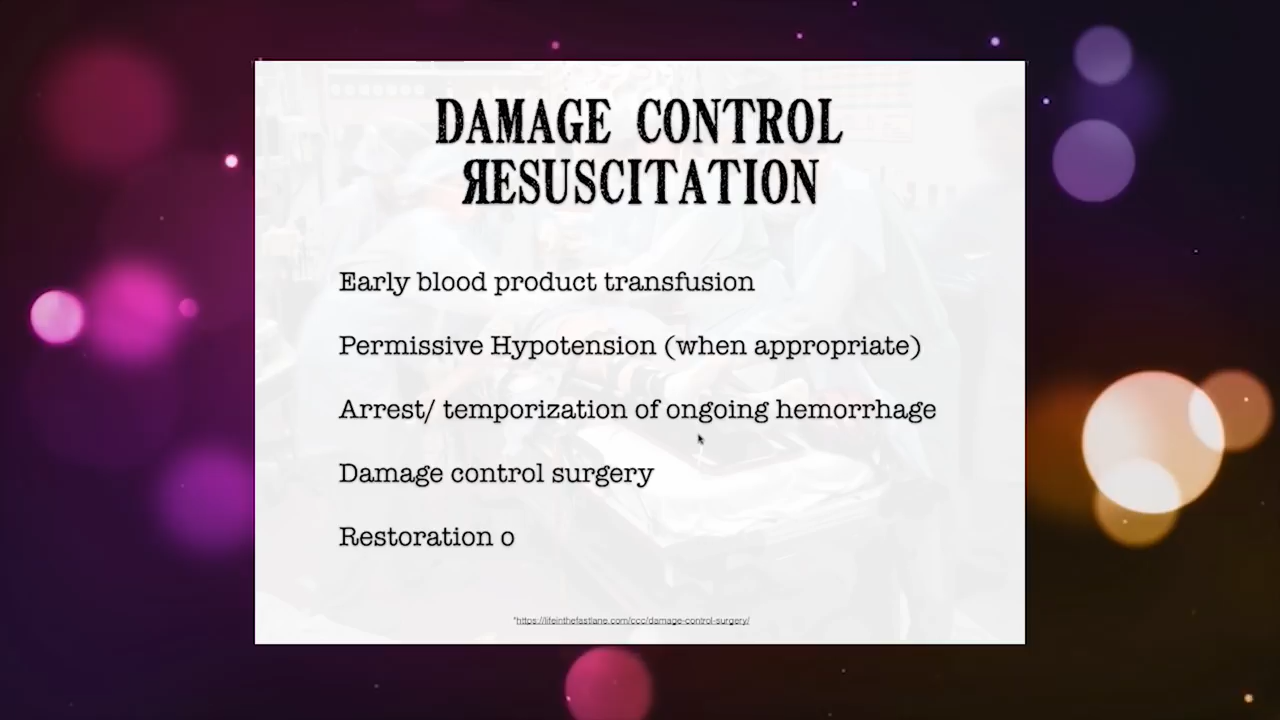 DAMAGE CONTROL
ЯESUSCITATION
Early blood product transfusion
Permissive Hypotension (when appropriate)
Arrest/ temporization of ongoing hemorrhage
Damage control surgery
Restoration o
*https://lifeinthefastlane.com/ccc/damage-control-surgery/